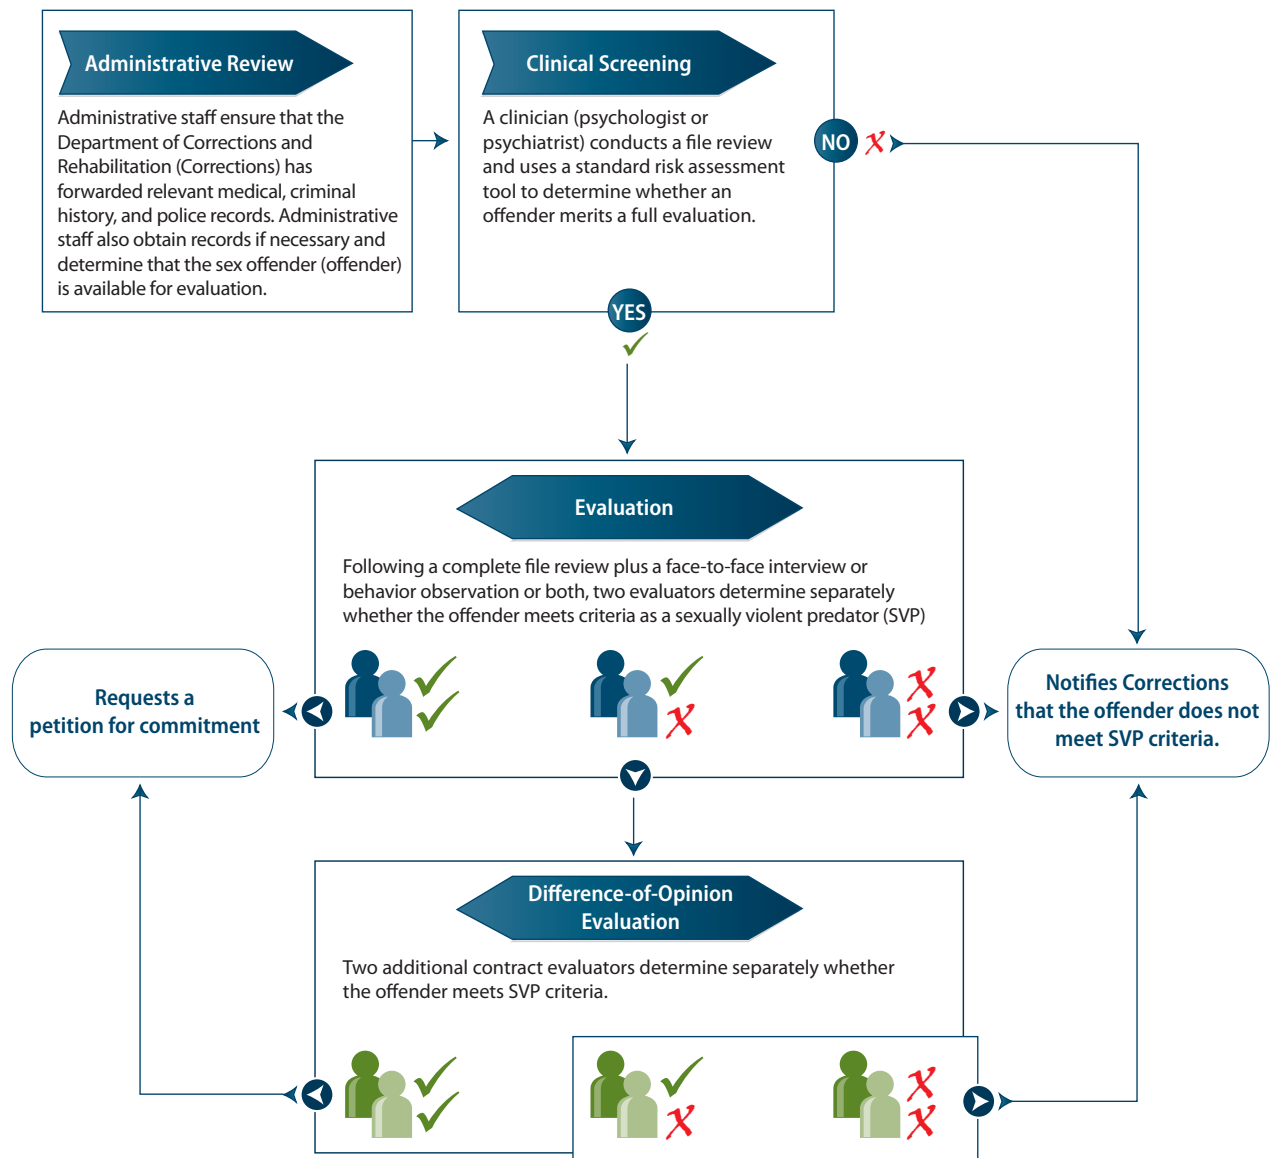 Administrative Review
Administrative staff ensure that the
Department of Corrections and
Rehabilitation (Corrections) has
forwarded relevant medical, criminal
history, and police records. Administrative
staff also obtain records if necessary and
determine that the sex offender (offender)
is available for evaluation.
Clinical Screening
A clinician (psychologist or
psychiatrist) conducts a file review
and uses a standard risk assessment
tool to determine whether an
offender merits a full evaluation.
NO
YES
Evaluation
Following a complete file review plus a face-to-face interview or
behavior observation or both, two evaluators determine separately
whether the offender meets criteria as a sexually violent predator (SVP)
Requests a
petition for commitment
Notifies Corrections
that the offender does not
meet SVP criteria.
Difference-of-Opinion
Evaluation
Two additional contract evaluators determine separately whether
the offender meets SVP criteria.